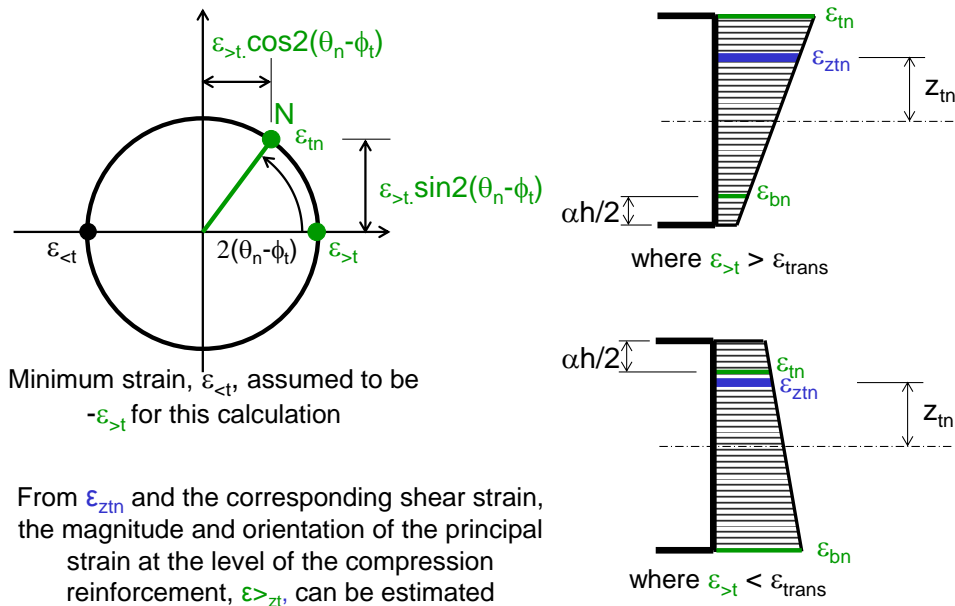 ε>t.cos2(θn-ϕt)
N
εtn
ε>t.sin2(θn-ϕt)
ε<t
2(θn-ϕt)
ε>t
Minimum strain, ε<t, assumed to be
-ε>t for this calculation
From εztn and the corresponding shear strain,
the magnitude and orientation of the principal
strain at the level of the compression
reinforcement, ε>zt, can be estimated
εtn
εztn
ztn
εbn
αh/2
where ε>t > εtrans
αh/2
εtn
εztn
ztn
εbn
where ε>t < εtrans